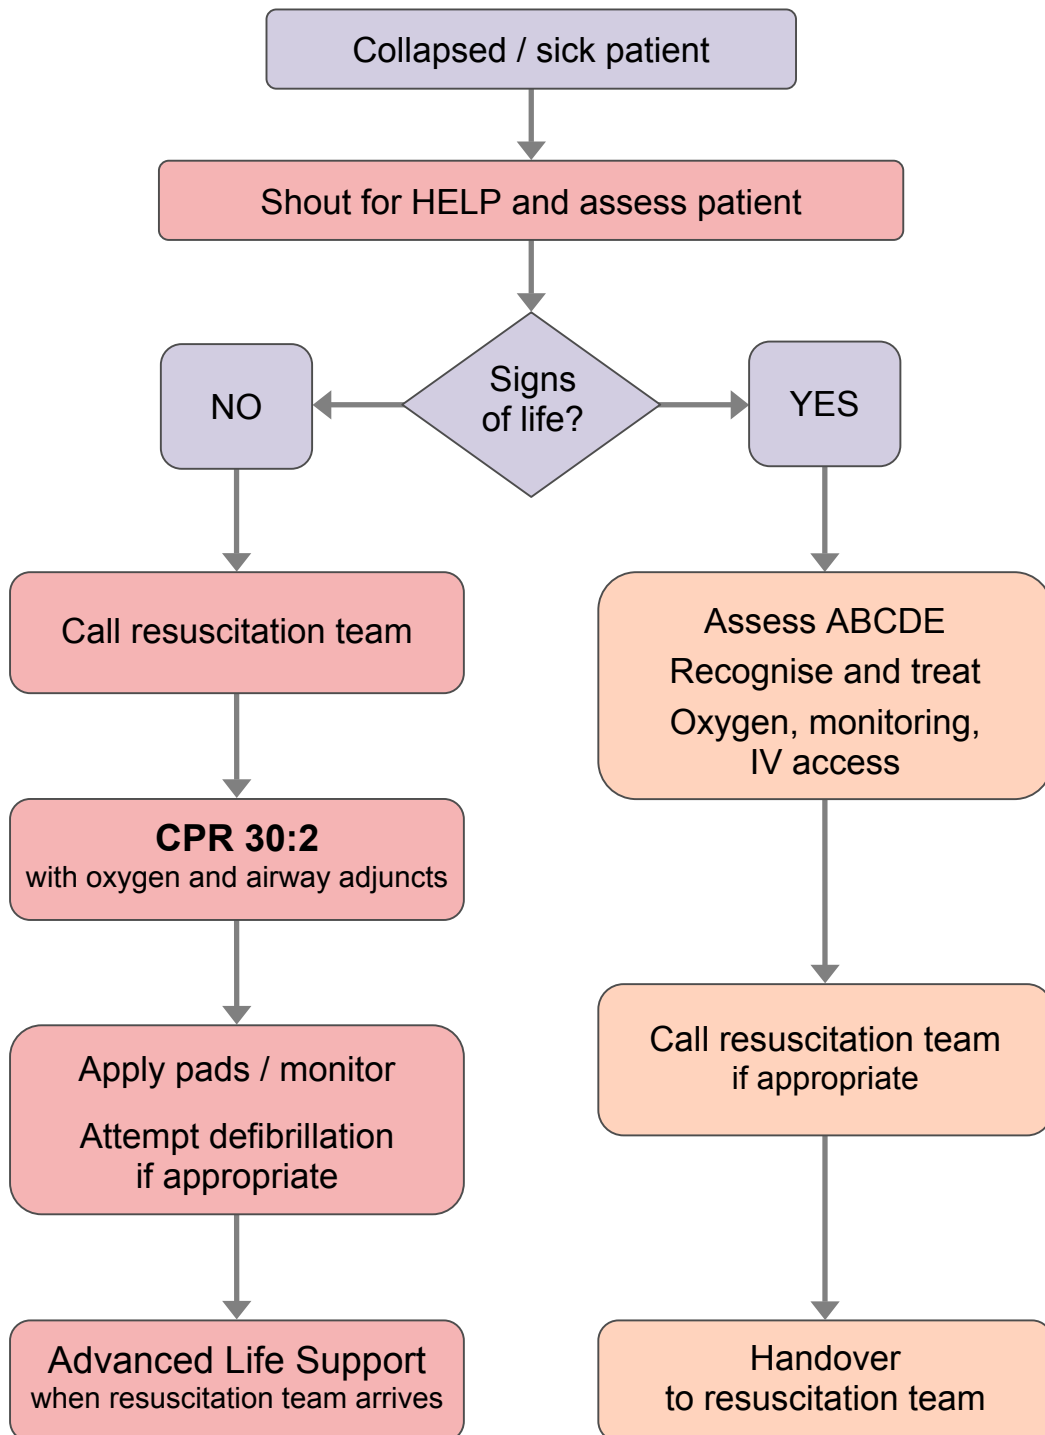 Collapsed / sick patient
Shout for HELP and assess patient
Signs
of life?
NO
YES
Call resuscitation team
CPR 30:2
with oxygen and airway adjuncts
Apply pads / monitor
Attempt defibrillation
if appropriate
Advanced Life Support
when resuscitation team arrives
Assess ABCDE
Recognise and treat
Oxygen, monitoring,
IV access
Call resuscitation team
if appropriate
Handover
to resuscitation team